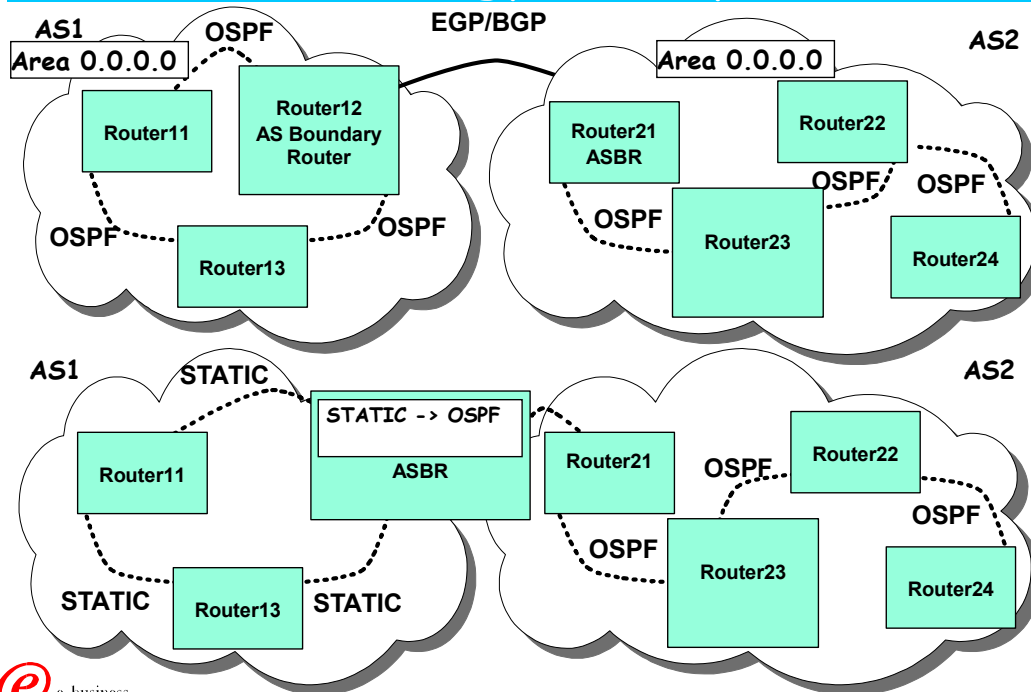 EGP/BGP
AS1
OSPF
AS2
Area 0.0.0.0
Area 0.0.0.0
Router11
Router12
AS Boundary
Router
Router21
ASBR
Router22
OSPF
OSPF
OSPF
OSPF
OSPF
Router13
Router23
Router24
AS1
STATIC
AS2
STATIC -> OSPF
ASBR
Router11
Router21
Router22
OSPF
OSPF
OSPF
Router23
STATIC
Router13
STATIC
Router24
e